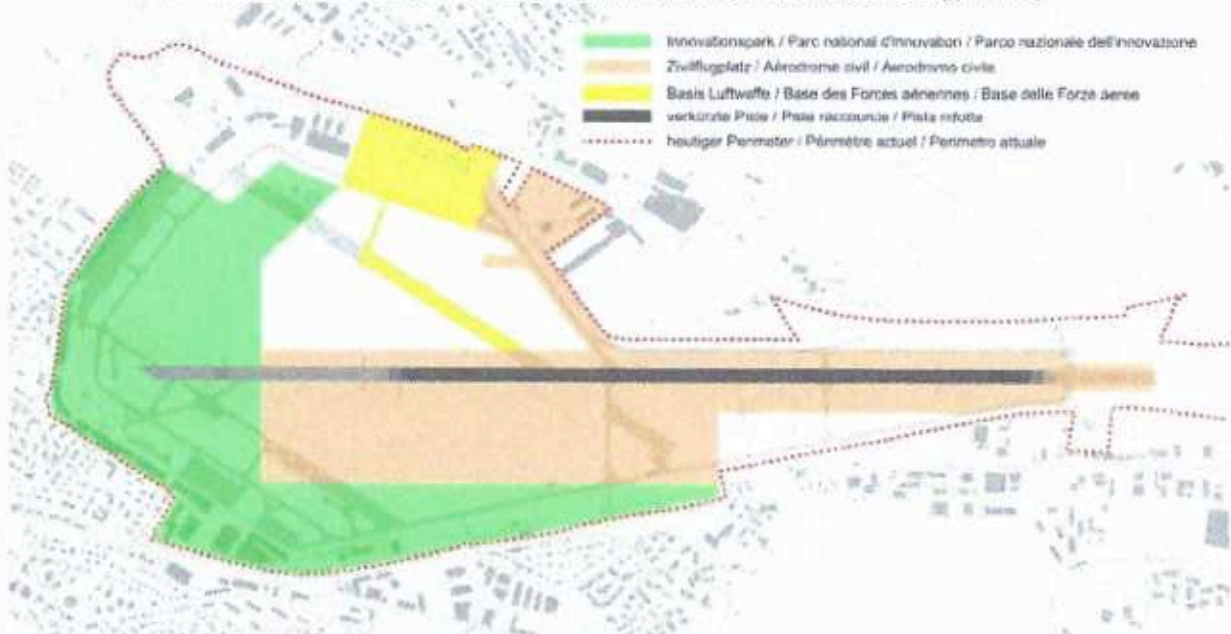 Innovationspark / Parc national d'innovation / Parco nazionale dell'innovazione
Zivilflugplatz / Aérodrome civil / Aerodromo civile
Basis Luftwaffe / Base des Forces aériennes / Base delle Forze aeree
verkürzte Piste / Piste raccourcie / Pista ridotta
heutiger Perimeter / Périmètre actuel / Perimetro attuale